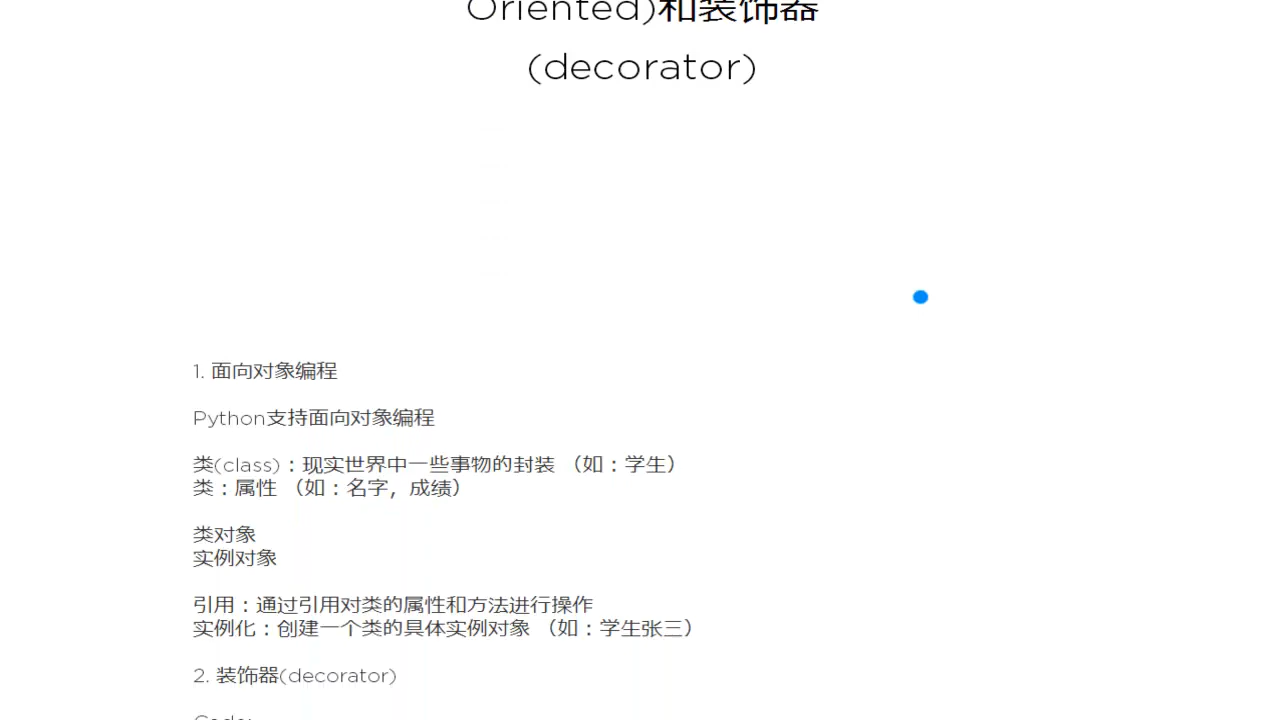 Oriented)和装饰器
(decorator)
1. 面向对象编程
Python支持面向对象编程
类(class)：现实世界中一些事物的封装 （如：学生）
类：属性 （如：名字，成绩）
类对象
实例对象
引用：通过引用对类的属性和方法进行操作
实例化：创建一个类的具体实例对象 （如：学生张三）
2. 装饰器(decorator)
Code: